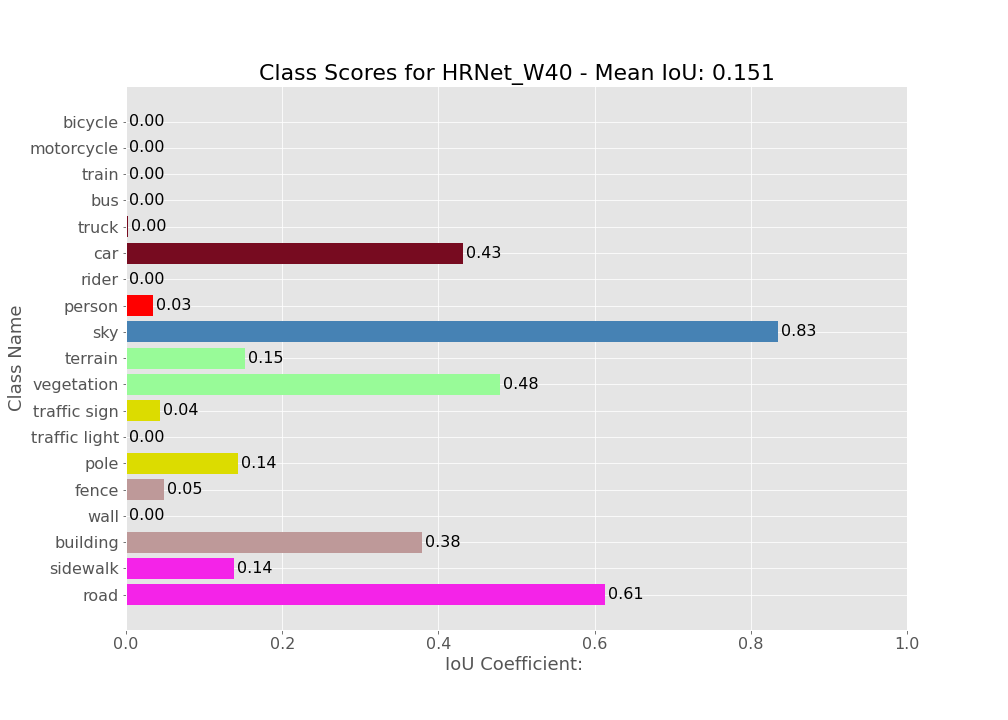 Class Scores for HRNet_W40 - Mean IoU: 0.151
bicycle 0.00
motorcycle 0.00
train 0.00
bus 0.00
truck 0.00
car 0.43
rider 0.00
person 0.03
sky 0.83
terrain 0.15
vegetation 0.48
traffic sign 0.04
traffic light 0.00
pole 0.14
fence 0.05
wall 0.00
building 0.38
sidewalk 0.14
road 0.61
Class Name
0.0 0.2 0.4 0.6 0.8 1.0
IoU Coefficient: